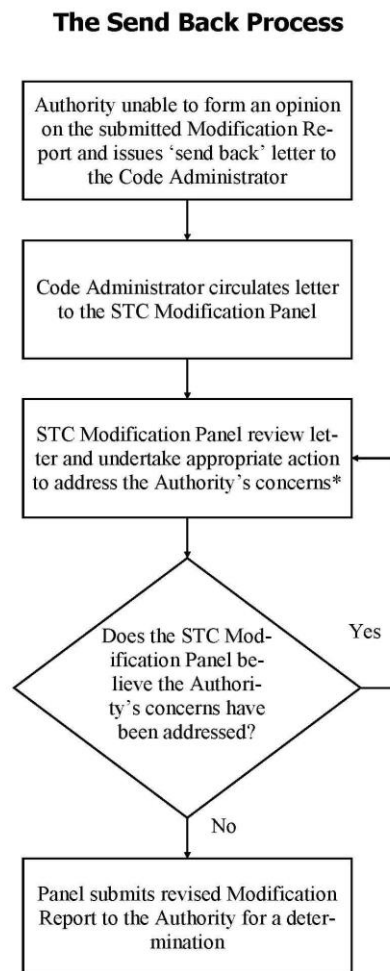 The Send Back Process
Authority unable to form an opinion
on the submitted Modification Re-
port and issues ‘send back’ letter to
the Code Administrator
Code Administrator circulates letter
to the STC Modification Panel
STC Modification Panel review let-
ter and undertake appropriate action
to address the Authority’s concerns*
Does the STC Mod-
ification Panel be-
lieve the Authori-
ty’s concerns have
been addressed?
Yes
No
Panel submits revised Modification
Report to the Authority for a deter-
mination